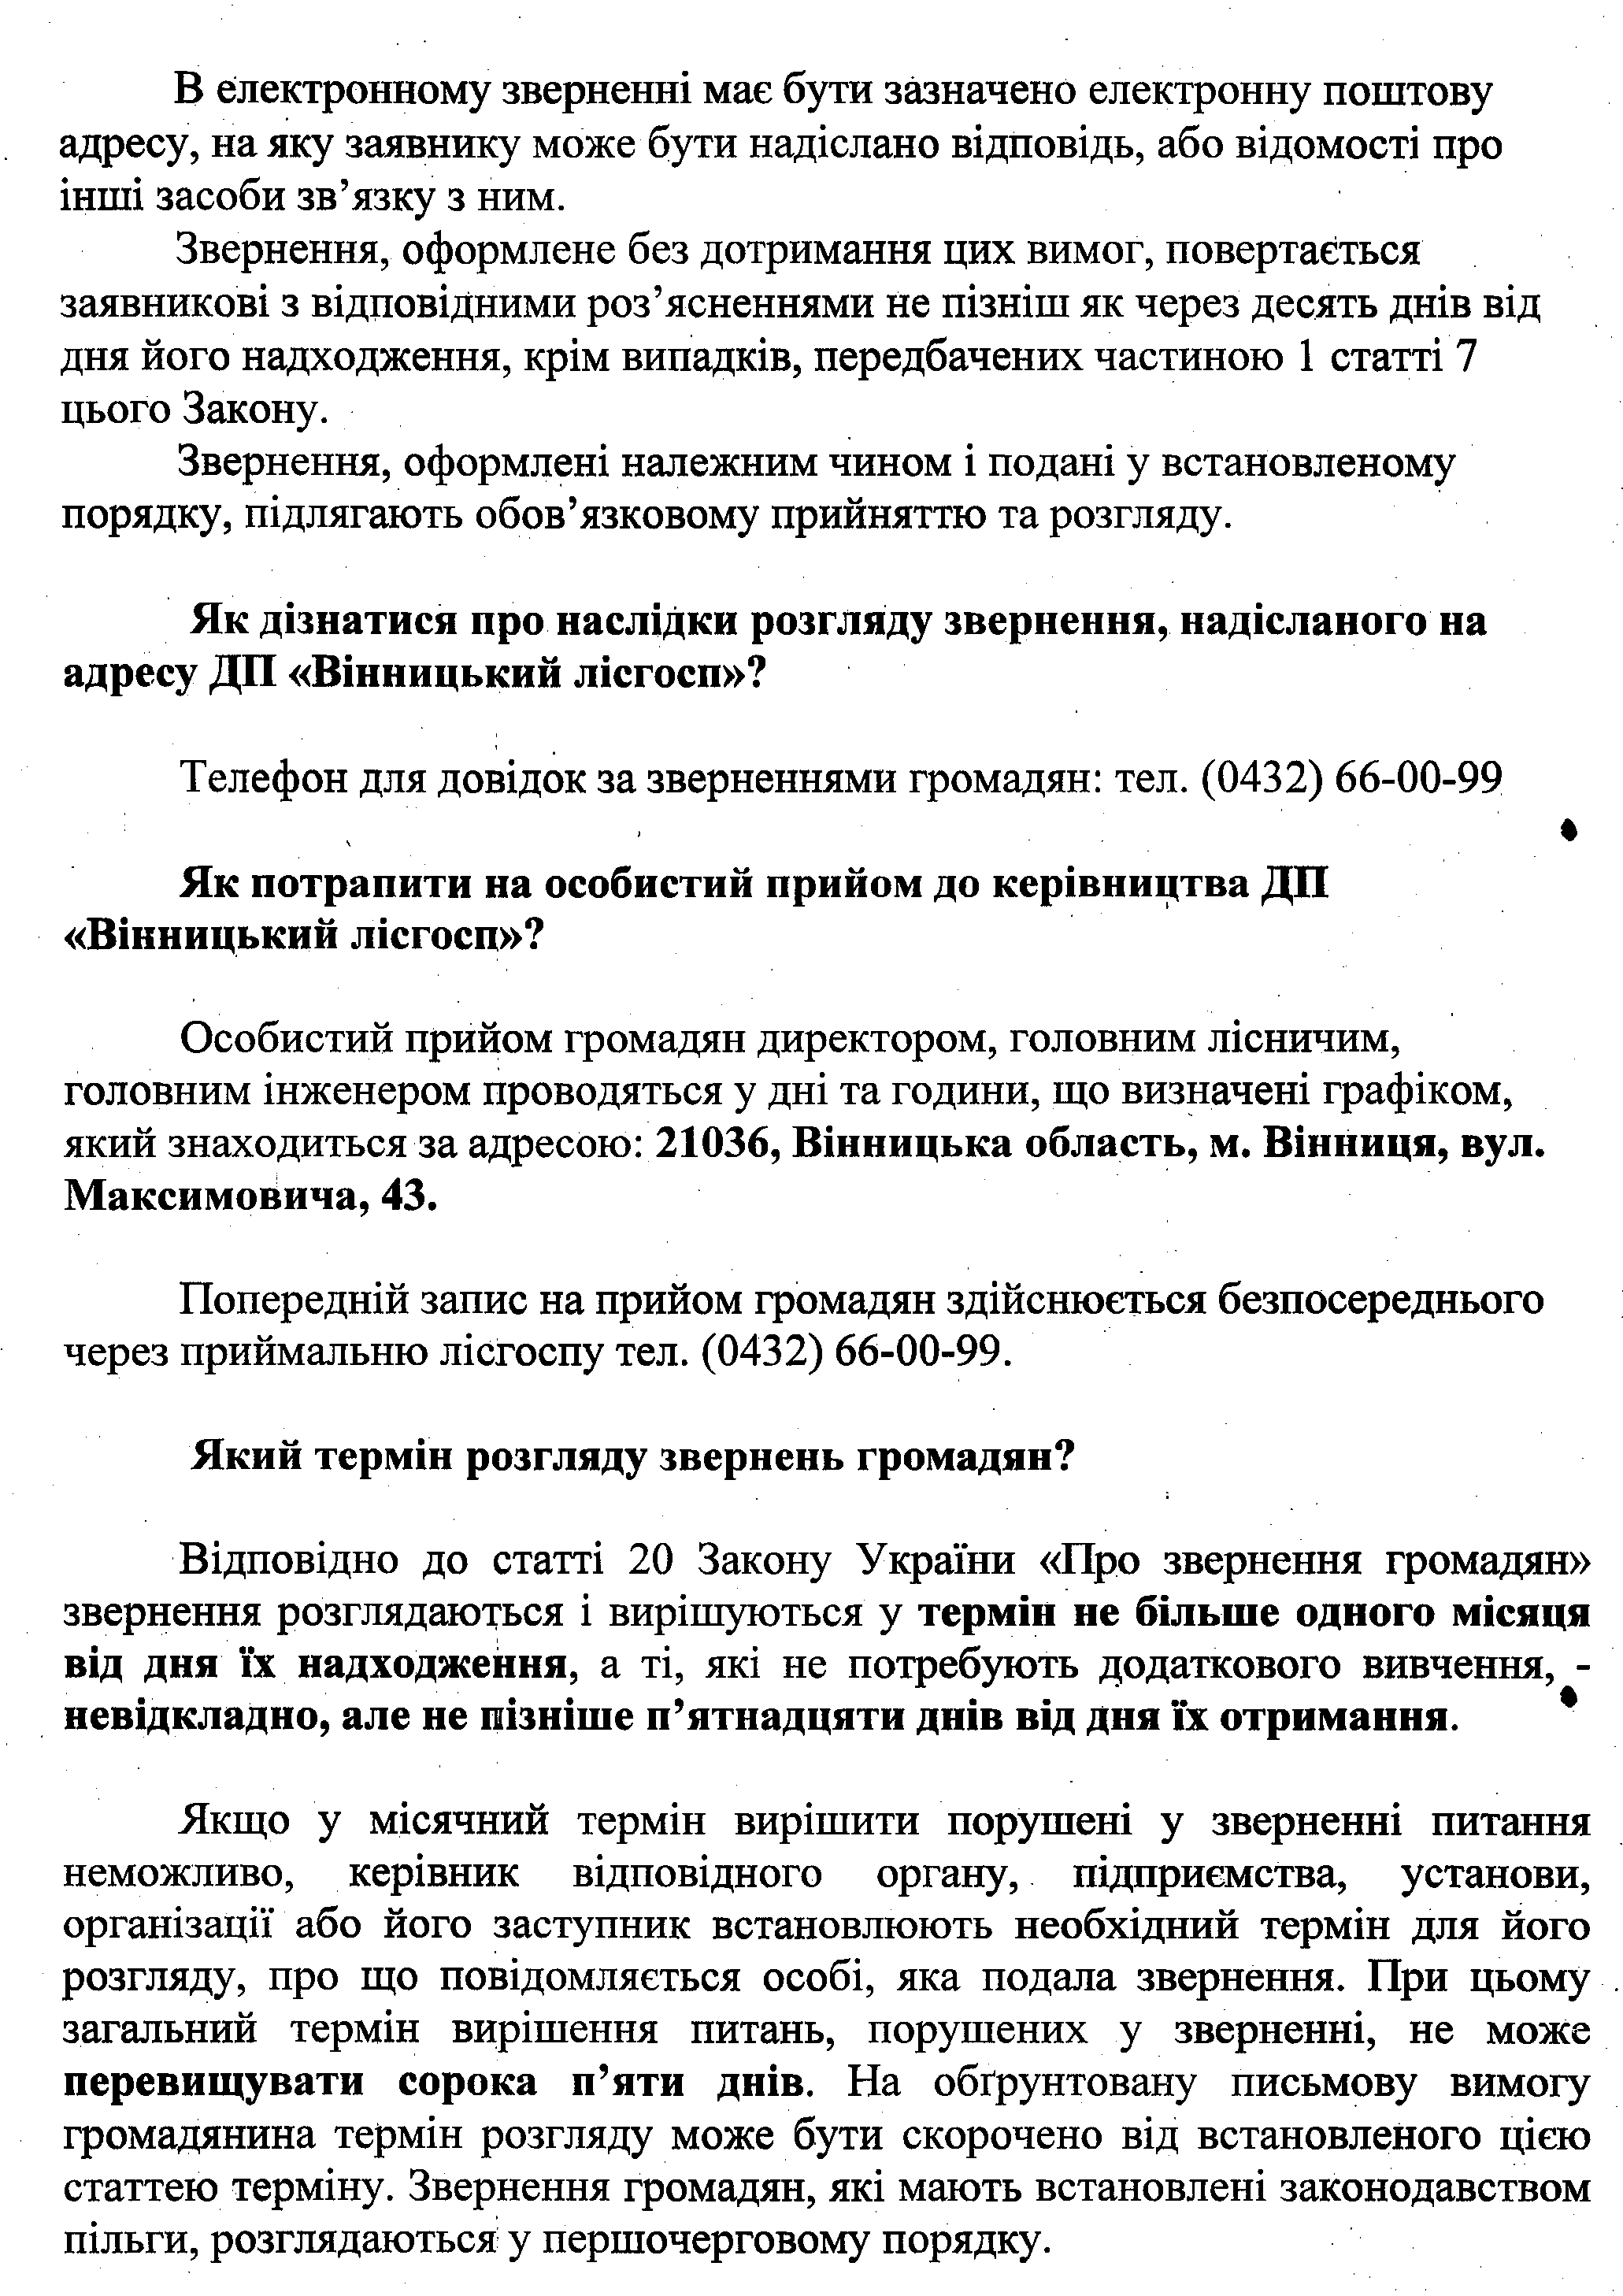 В електронному зверненні має бути зазначено електронну поштову
адресу, на яку заявнику може бути надіслано відповідь, або відомості про
інші засоби зв’язку з ним.
Звернення, оформлене без дотримання цих вимог, повертається
заявникові з відповідними роз’ясненнями не пізніш як через десять днів від
дня його надходження, крім випадків, передбачених частиною 1 статті 7
цього Закону.
Звернення, оформлені належним чином і подані у встановленому
порядку, підлягають обов’язковому прийняттю та розгляду.
Як дізнатися про наслідки розгляду звернення, надісланого на
адресу ДП «Вінницький лісгосп»?
Телефон для довідок за зверненнями громадян: тел. (0432) 66-00-99
Як потрапити на особистий прийом до керівництва ДП
«Вінницький лісгосп»?
Особистий прийом громадян директором, головним лісничим,
головним інженером проводяться у дні та години, що визначені графіком,
який знаходиться за адресою: 21036, Вінницька область, м. Вінниця, вул.
Максимовича, 43.
Попередній запис на прийом громадян здійснюється безпосереднього
через приймальню лісгоспу тел. (0432) 66-00-99.
Який термін розгляду звернень громадян?
Відповідно до статті 20 Закону України «Про звернення громадян»
звернення розглядаються і вирішуються у термін не більше одного місяця
від дня їх надходження, а ті, які не потребують додаткового вивчення, -
невідкладно, але не пізніше п’ятнадцяти днів від дня їх отримання.
Якщо у місячний термін вирішити порушені у зверненні питання
неможливо, керівник відповідного органу, підприємства, установи,
організації або його заступник встановлюють необхідний термін для його
розгляду, про що повідомляється особі, яка подала звернення. При цьому
загальний термін вирішення питань, порушених у зверненні, не може
перевищувати сорока п’яти днів. На обґрунтовану письмову вимогу
громадянина термін розгляду може бути скорочено від встановленого цією
статтею терміну. Звернення громадян, які мають встановлені законодавством
пільги, розглядаються у першочерговому порядку.